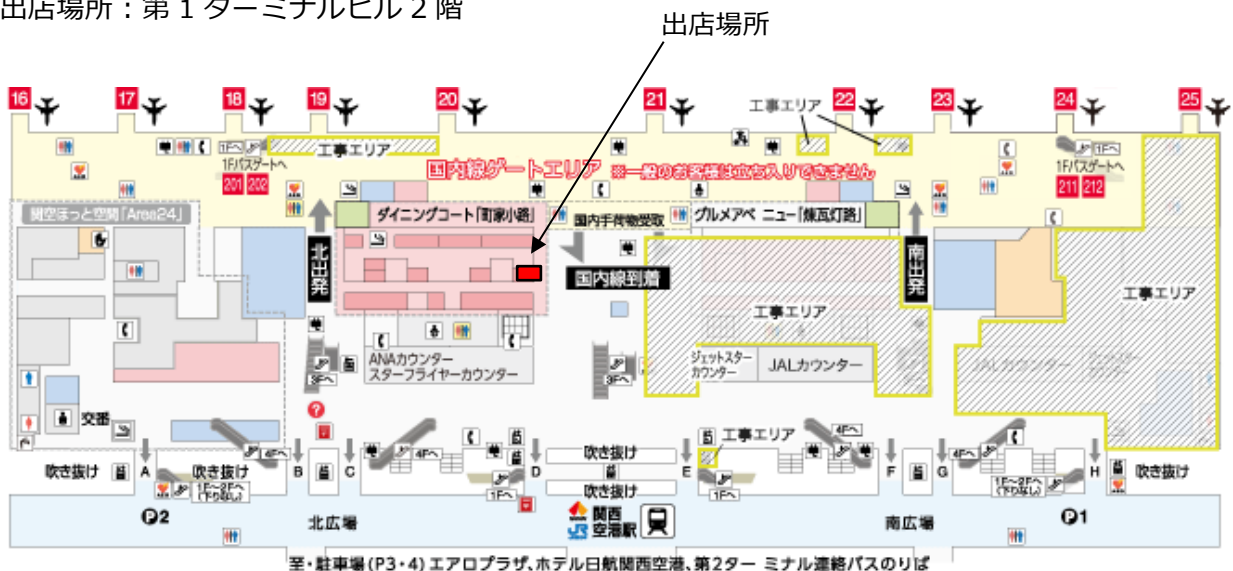 出店場所：第１ターミナルビル２階
出店場所
16
17
18
19
20
21
工事エリア
22
23
24
25
1Fへ
工事エリア
1Fへ
1Fバスゲートへ
201 202
国内線ゲートエリア ※一般のお客様は立ち入りできません
1Fバスゲートへ
211 212
関空ほっと空間「Area24」
ダイニングコート「町家小路」
国内手荷物受取
グルメアベニュー「煉瓦灯路」
北出発
国内線到着
南出発
工事エリア
工事エリア
ANAカウンター
スターフライヤーカウンター
3Fへ
3Fへ
ジェットスター
カウンター
JALカウンター
JALカウンター
交番
?
4Fへ
4Fへ
工事エリア
4Fへ
4Fへ
吹き抜け
A
吹き抜け
B
C
D
吹き抜け
E
F
G
H
吹き抜け
1F〜2Fへ
(下りなし)
1Fへ
吹き抜け
1Fへ
1F〜2Fへ
(下りなし)
P2
北広場
JR
関西
空港駅
南広場
P1
至・駐車場(P3・4)エアロプラザ、ホテル日航関西空港、第2ターミナル連絡バスのりば